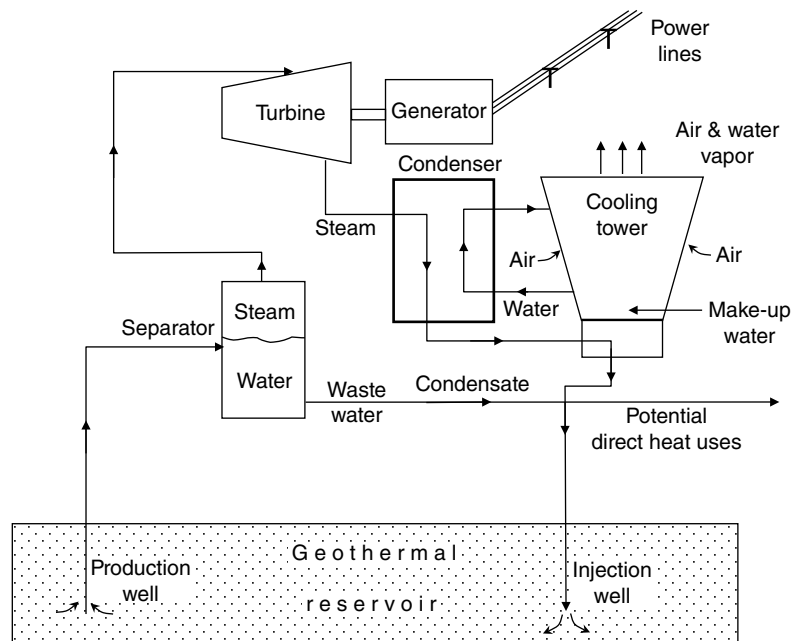 Power
lines
Turbine
Generator
Air & water
vapor
Condenser
Cooling
tower
Steam
Air
Air
Steam
Water
Make-up
water
Separator
Water
Waste
water
Condensate
Potential
direct heat uses
Geothermal
reservoir
Production
well
Injection
well